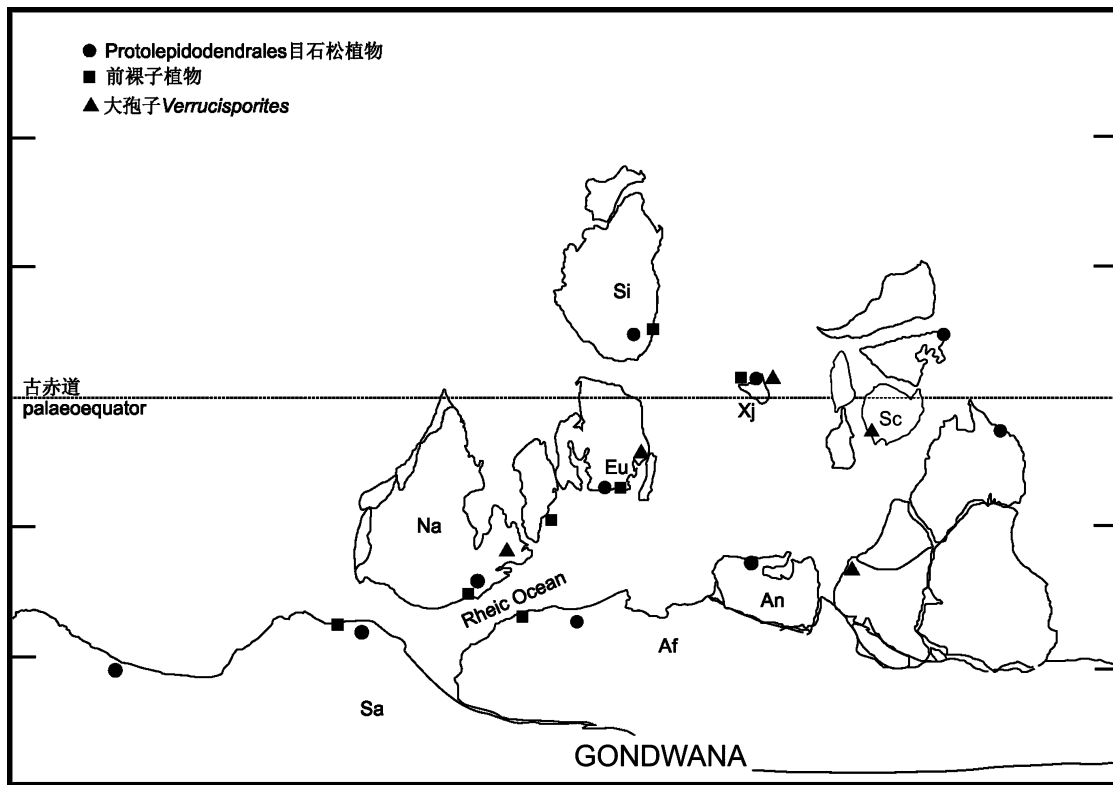 Protolepidodendrales目石松植物
前裸子植物
大孢子Verrucisporites
Si
古赤道
palaeoequator
Xj
Sc
Eu
Na
Rheic Ocean
An
Af
Sa
GONDWANA